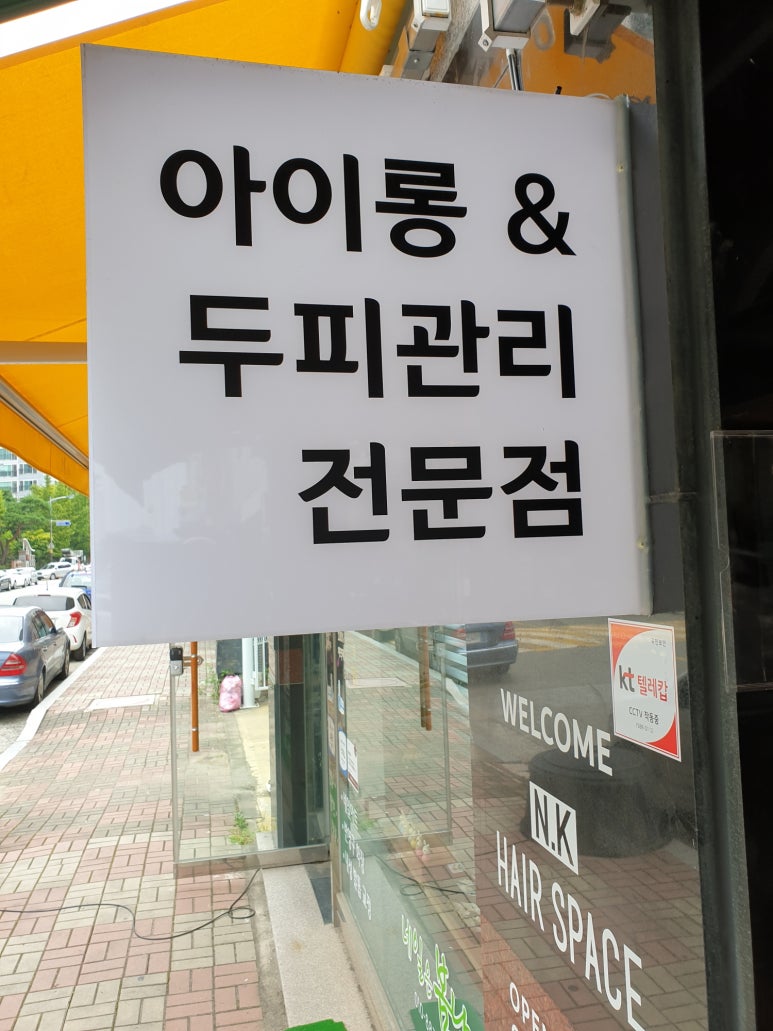 아이롱 &
두피관리
전문점
kt 텔레캅
CCTV 작동중
WELCOME
N.K
HAIR SPACE
OPEN